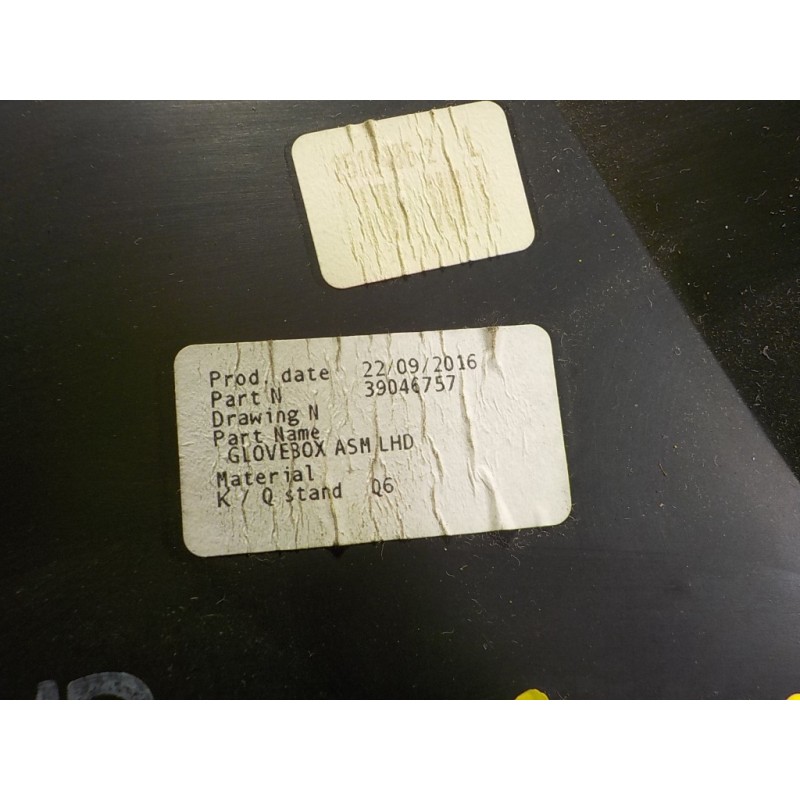 Prod. date 22/09/2016
Part N 39046757
Drawing N
Part Name
GLOVEBOX ASM LHD
Material
K / Q stand Q6